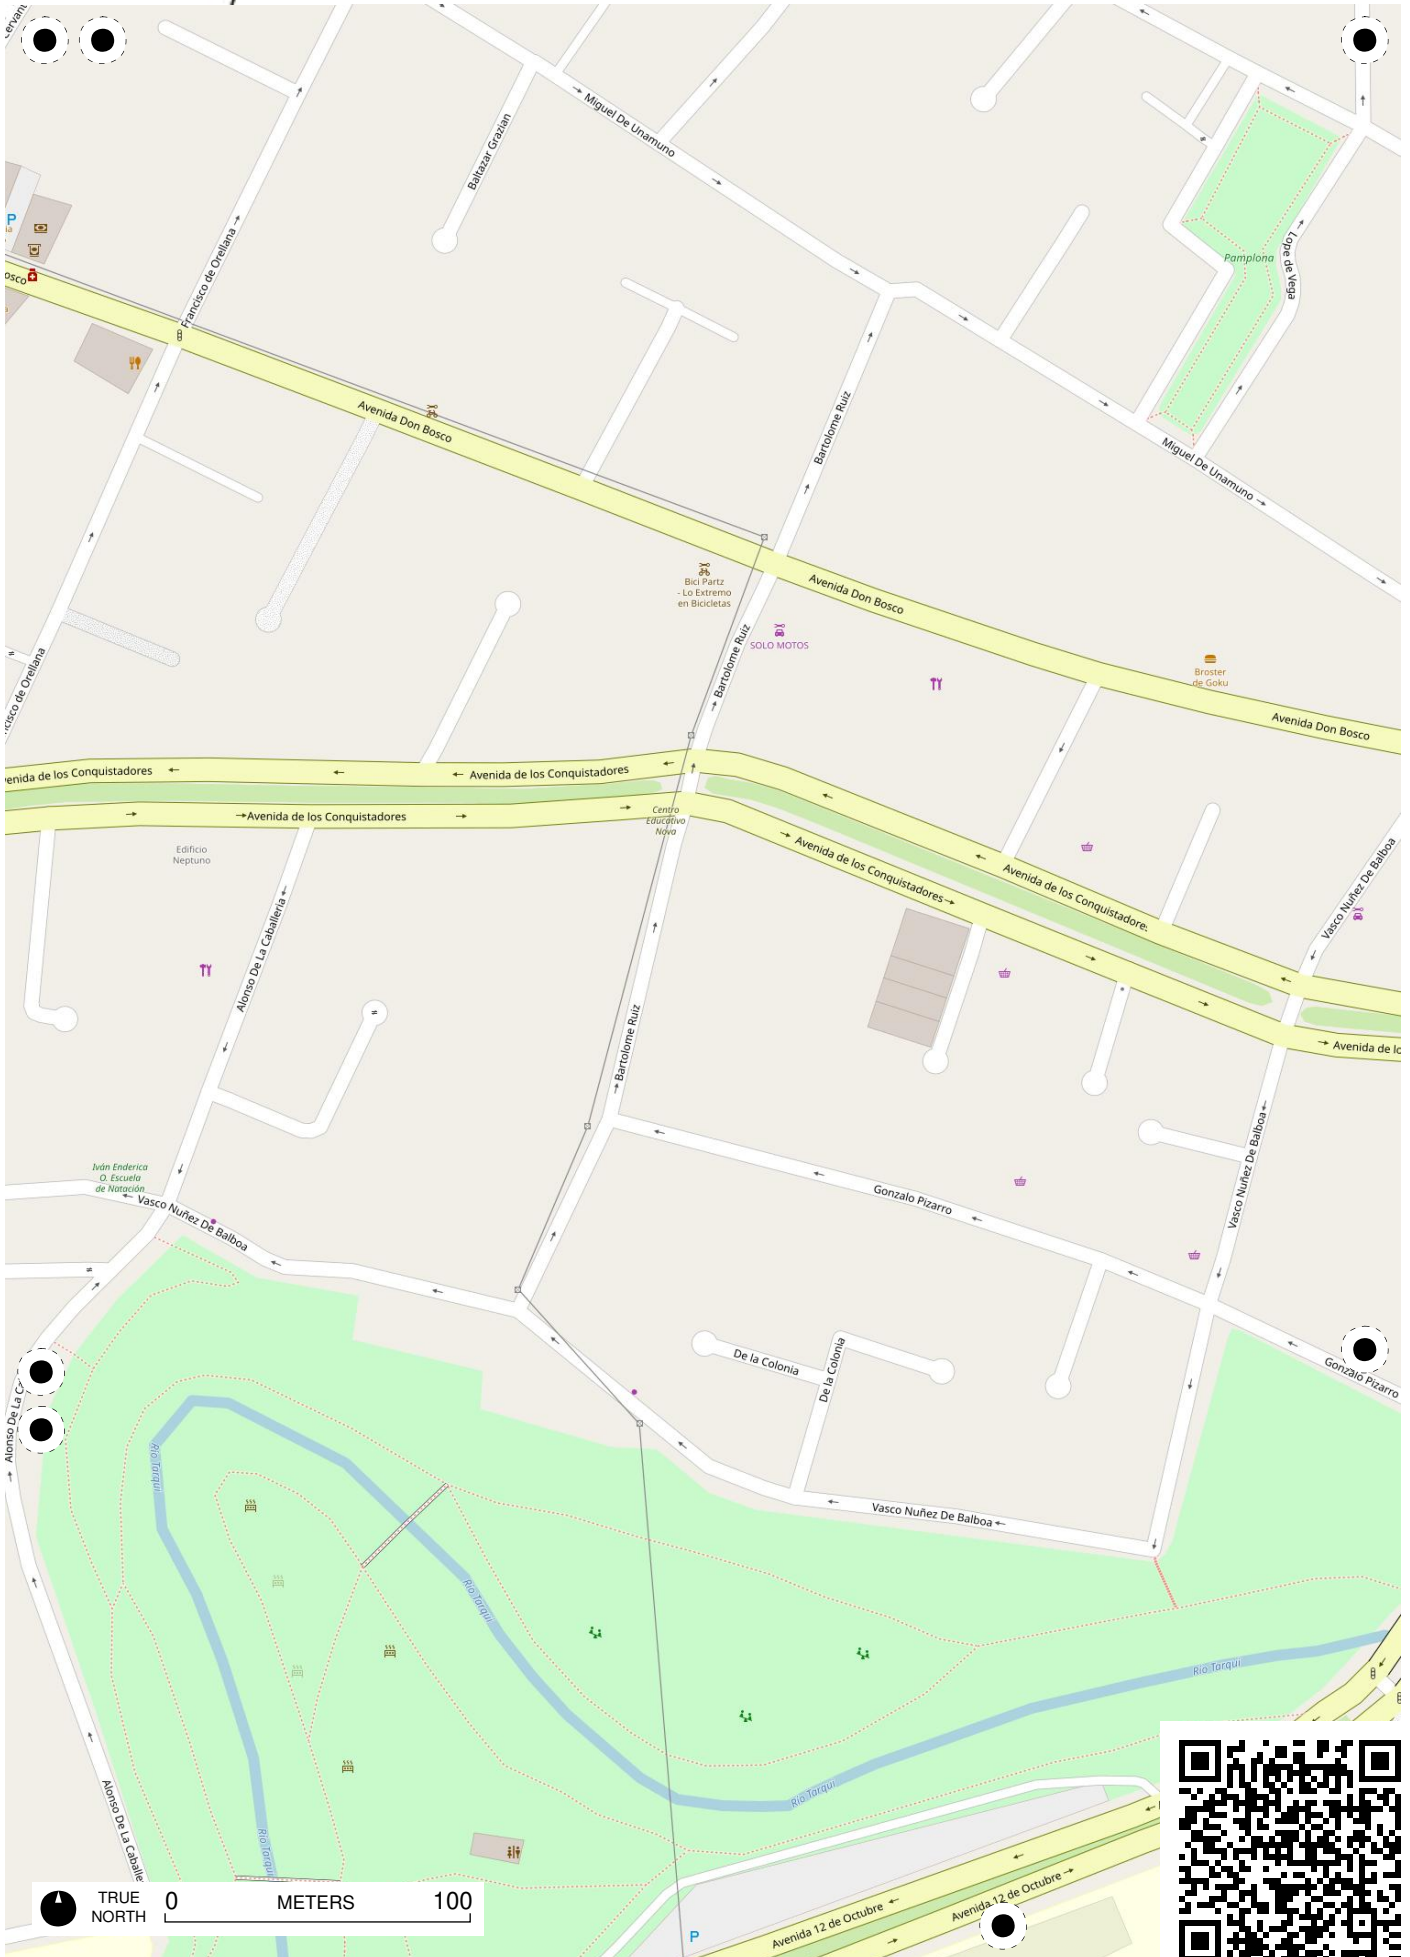 Miguel De Unamuno
Baltazar Grazian
P
Francisco de Orellana
Lope de Vega
Pamplona
Avenida Don Bosco
Bartolome Ruiz
Miguel De Unamuno
Bici Partz
- Lo Extremo
en Bicicletas
Avenida Don Bosco
SOLO MOTOS
Bartolome Ruiz
Broster
de Goku
Avenida Don Bosco
Avenida de los Conquistadores
Avenida de los Conquistadores
Centro
Educativo
Nova
Edificio
Neptuno
Avenida de los Conquistadores
Avenida de los Conquistadores
Vasco Nuñez De Balboa
Alonso De La Caballeria
Bartolome Ruiz
Avenida de lo
Vasco Nuñez De Balboa
Iván Enderica
O. Escuela
de Natación
Vasco Nuñez De Balboa
Gonzalo Pizarro
De la Colonia
De la Colonia
Gonzalo Pizarro
Alonso De La C
Río Tarqui
Vasco Nuñez De Balboa
Río Tarqui
Río Tarqui
Río Tarqui
Alonso De La Caballe
Río Tarqui
TRUE
NORTH
0 METERS 100
P
Avenida 12 de Octubre
Avenida 12 de Octubre